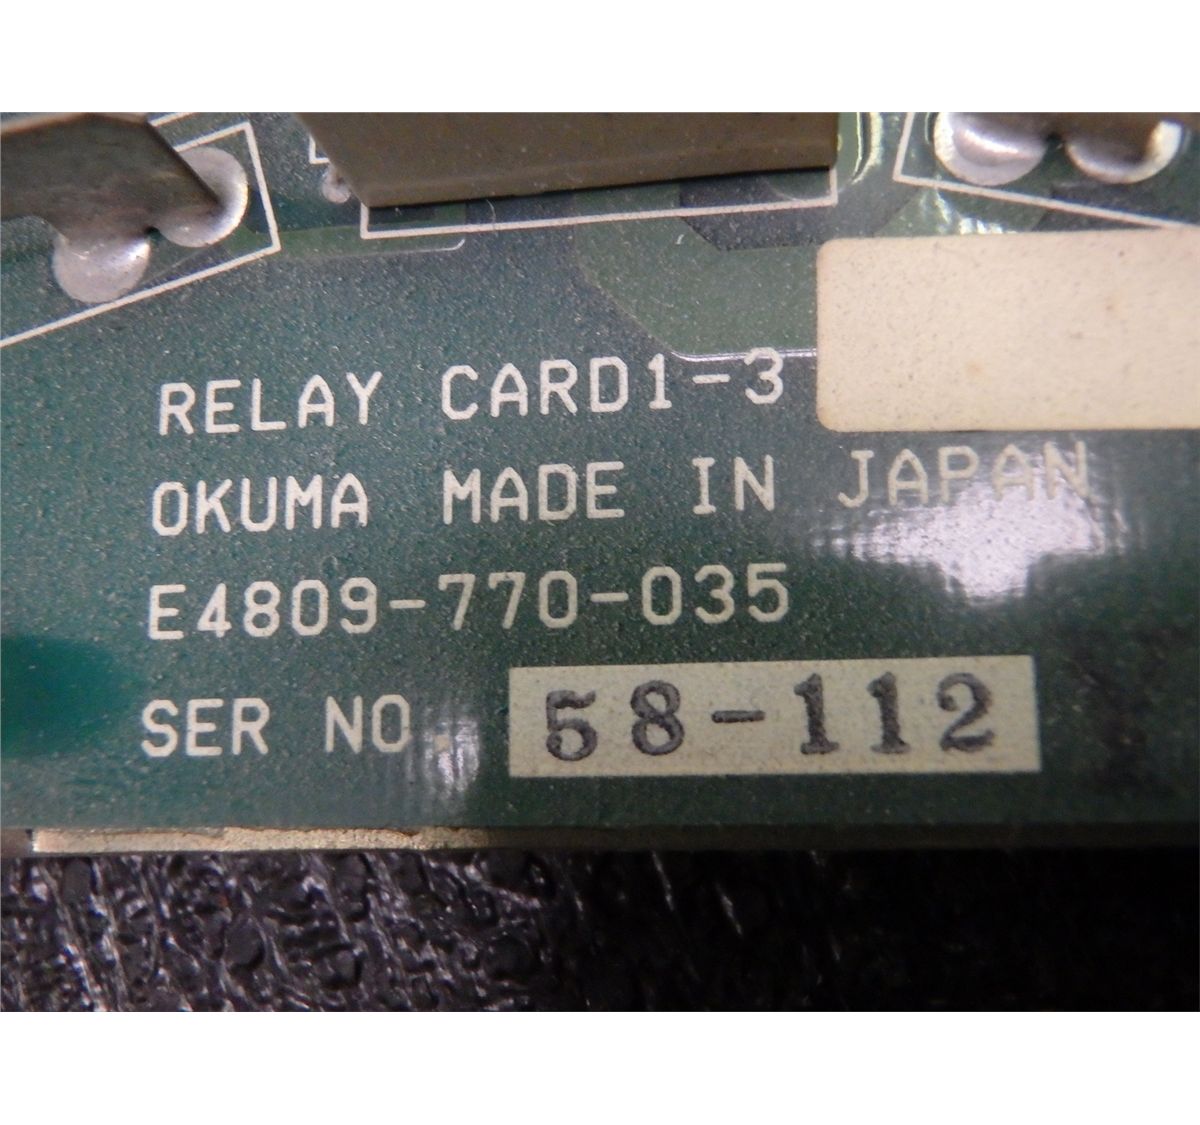 RELAY CARD1-3
OKUMA MADE IN JAPAN
E4809-770-035
SER NO 58-112